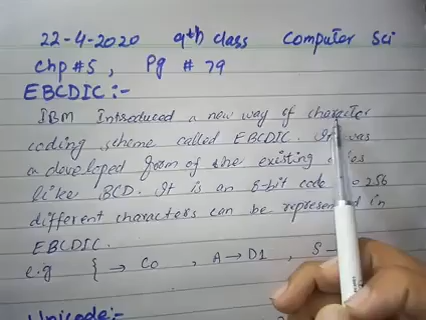 22-4-2020 9th class Computer Sci
Chp #5, Pg # 79
EBCDIC:-
IBM Introduced a new way of character
coding scheme called EBCDIC. It was
a developed form of the existing
like BCD. It is an 8-bit code so 256
different characters can be represented in
EBCDIC.
e.g { → C0 , A → D1 , S →
Unicode:-